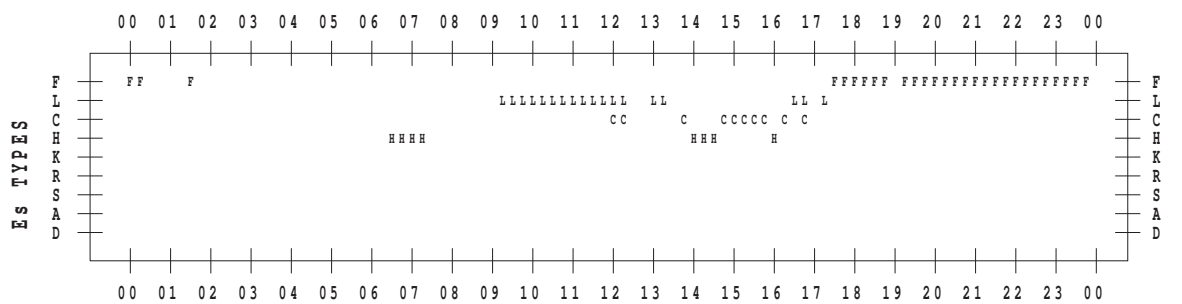 00 01 02 03 04 05 06 07 08 09 10 11 12 13 14 15 16 17 18 19 20 21 22 23 00
F FF F FFFFFF FFFFFFFFFFFFFFFFFFF F
L LLLLLLLLLLLLL LL LL L L
C CC C CCCCC C C C
H HHHH HHH H H
K K
R R
S S
A A
D D
Es TYPES
00 01 02 03 04 05 06 07 08 09 10 11 12 13 14 15 16 17 18 19 20 21 22 23 00